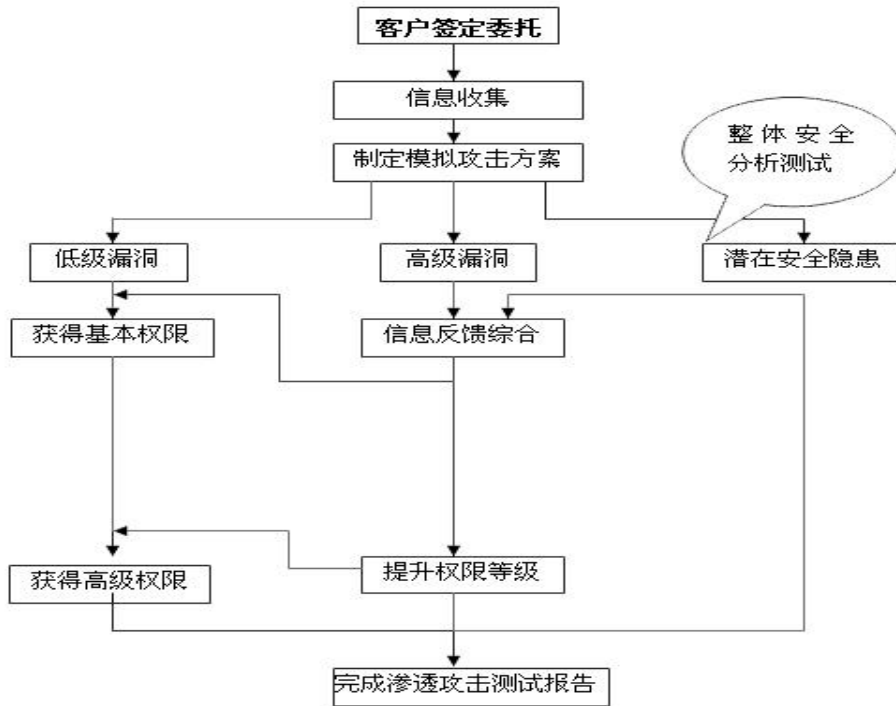 客户签定委托
信息收集
制定模拟攻击方案
整体安全
分析测试
低级漏洞
高级漏洞
潜在安全隐患
获得基本权限
信息反馈综合
获得高级权限
提升权限等级
完成渗透攻击测试报告